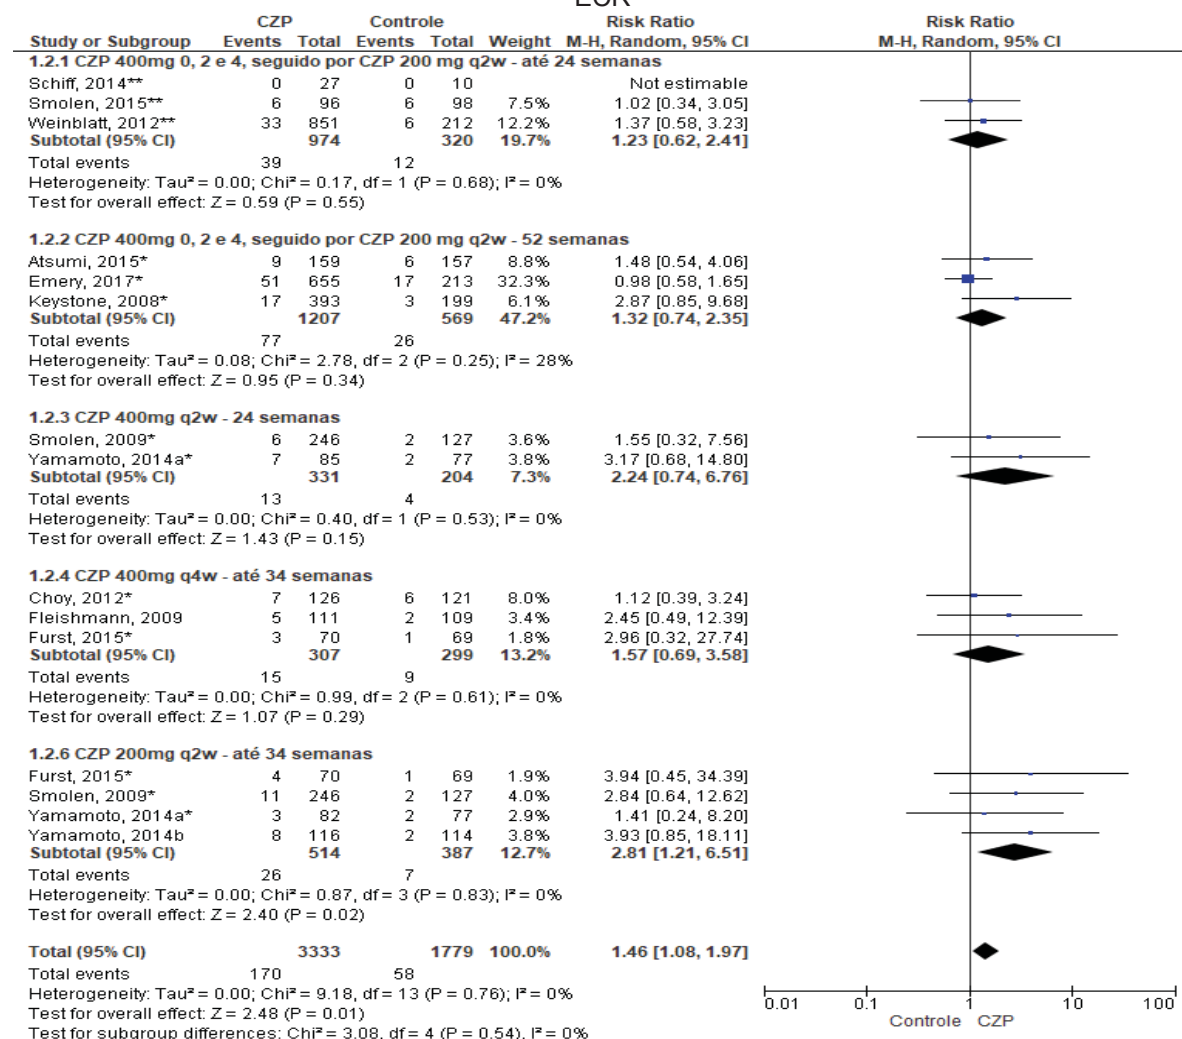 CZP Controle Risk Ratio Risk Ratio
Study or Subgroup Events Total Events Total Weight M-H, Random, 95% CI M-H, Random, 95% CI
1.2.1 CZP 400mg 0, 2 e 4, seguido por CZP 200 mg q2w - até 24 semanas
Schiff, 2014** 0 27 0 10 Not estimable
Smolen, 2015** 6 96 6 98 7.5% 1.02 [0.34, 3.05]
Weinblatt, 2012** 33 851 6 212 12.2% 1.37 [0.58, 3.23]
Subtotal (95% CI) 974 320 19.7% 1.23 [0.62, 2.41]
Total events 39 12
Heterogeneity: Tau² = 0.00; Chi² = 0.17, df = 1 (P = 0.68); I² = 0%
Test for overall effect: Z = 0.59 (P = 0.55)
1.2.2 CZP 400mg 0, 2 e 4, seguido por CZP 200 mg q2w - 52 semanas
Atsumi, 2015* 9 159 6 157 8.8% 1.48 [0.54, 4.06]
Emery, 2017* 51 655 17 213 32.3% 0.98 [0.58, 1.65]
Keystone, 2008* 17 393 3 199 6.1% 2.87 [0.85, 9.68]
Subtotal (95% CI) 1207 569 47.2% 1.32 [0.74, 2.35]
Total events 77 26
Heterogeneity: Tau² = 0.08; Chi² = 2.78, df = 2 (P = 0.25); I² = 28%
Test for overall effect: Z = 0.95 (P = 0.34)
1.2.3 CZP 400mg q2w - 24 semanas
Smolen, 2009* 6 246 2 127 3.6% 1.55 [0.32, 7.56]
Yamamoto, 2014a* 7 85 2 77 3.8% 3.17 [0.68, 14.80]
Subtotal (95% CI) 331 204 7.3% 2.24 [0.74, 6.76]
Total events 13 4
Heterogeneity: Tau² = 0.00; Chi² = 0.40, df = 1 (P = 0.53); I² = 0%
Test for overall effect: Z = 1.43 (P = 0.15)
1.2.4 CZP 400mg q4w - até 34 semanas
Choy, 2012* 7 126 6 121 8.0% 1.12 [0.39, 3.24]
Fleishmann, 2009 5 111 2 109 3.4% 2.45 [0.49, 12.39]
Furst, 2015* 3 70 1 69 1.8% 2.96 [0.32, 27.74]
Subtotal (95% CI) 307 299 13.2% 1.57 [0.69, 3.58]
Total events 15 9
Heterogeneity: Tau² = 0.00; Chi² = 0.99, df = 2 (P = 0.61); I² = 0%
Test for overall effect: Z = 1.07 (P = 0.29)
1.2.6 CZP 200mg q2w - até 34 semanas
Furst, 2015* 4 70 1 69 1.9% 3.94 [0.45, 34.39]
Smolen, 2009* 11 246 2 127 4.0% 2.84 [0.64, 12.62]
Yamamoto, 2014a* 3 82 2 77 2.9% 1.41 [0.24, 8.20]
Yamamoto, 2014b 8 116 2 114 3.8% 3.93 [0.85, 18.11]
Subtotal (95% CI) 514 387 12.7% 2.81 [1.21, 6.51]
Total events 26 7
Heterogeneity: Tau² = 0.00; Chi² = 0.87, df = 3 (P = 0.83); I² = 0%
Test for overall effect: Z = 2.40 (P = 0.02)
Total (95% CI) 3333 1779 100.0% 1.46 [1.08, 1.97]
Total events 170 58
Heterogeneity: Tau² = 0.00; Chi² = 9.18, df = 13 (P = 0.76); I² = 0%
Test for overall effect: Z = 2.48 (P = 0.01)
Test for subgroup differences: Chi² = 3.08, df = 4 (P = 0.54), I² = 0%
0.01 0.1 1 10 100
Controle CZP